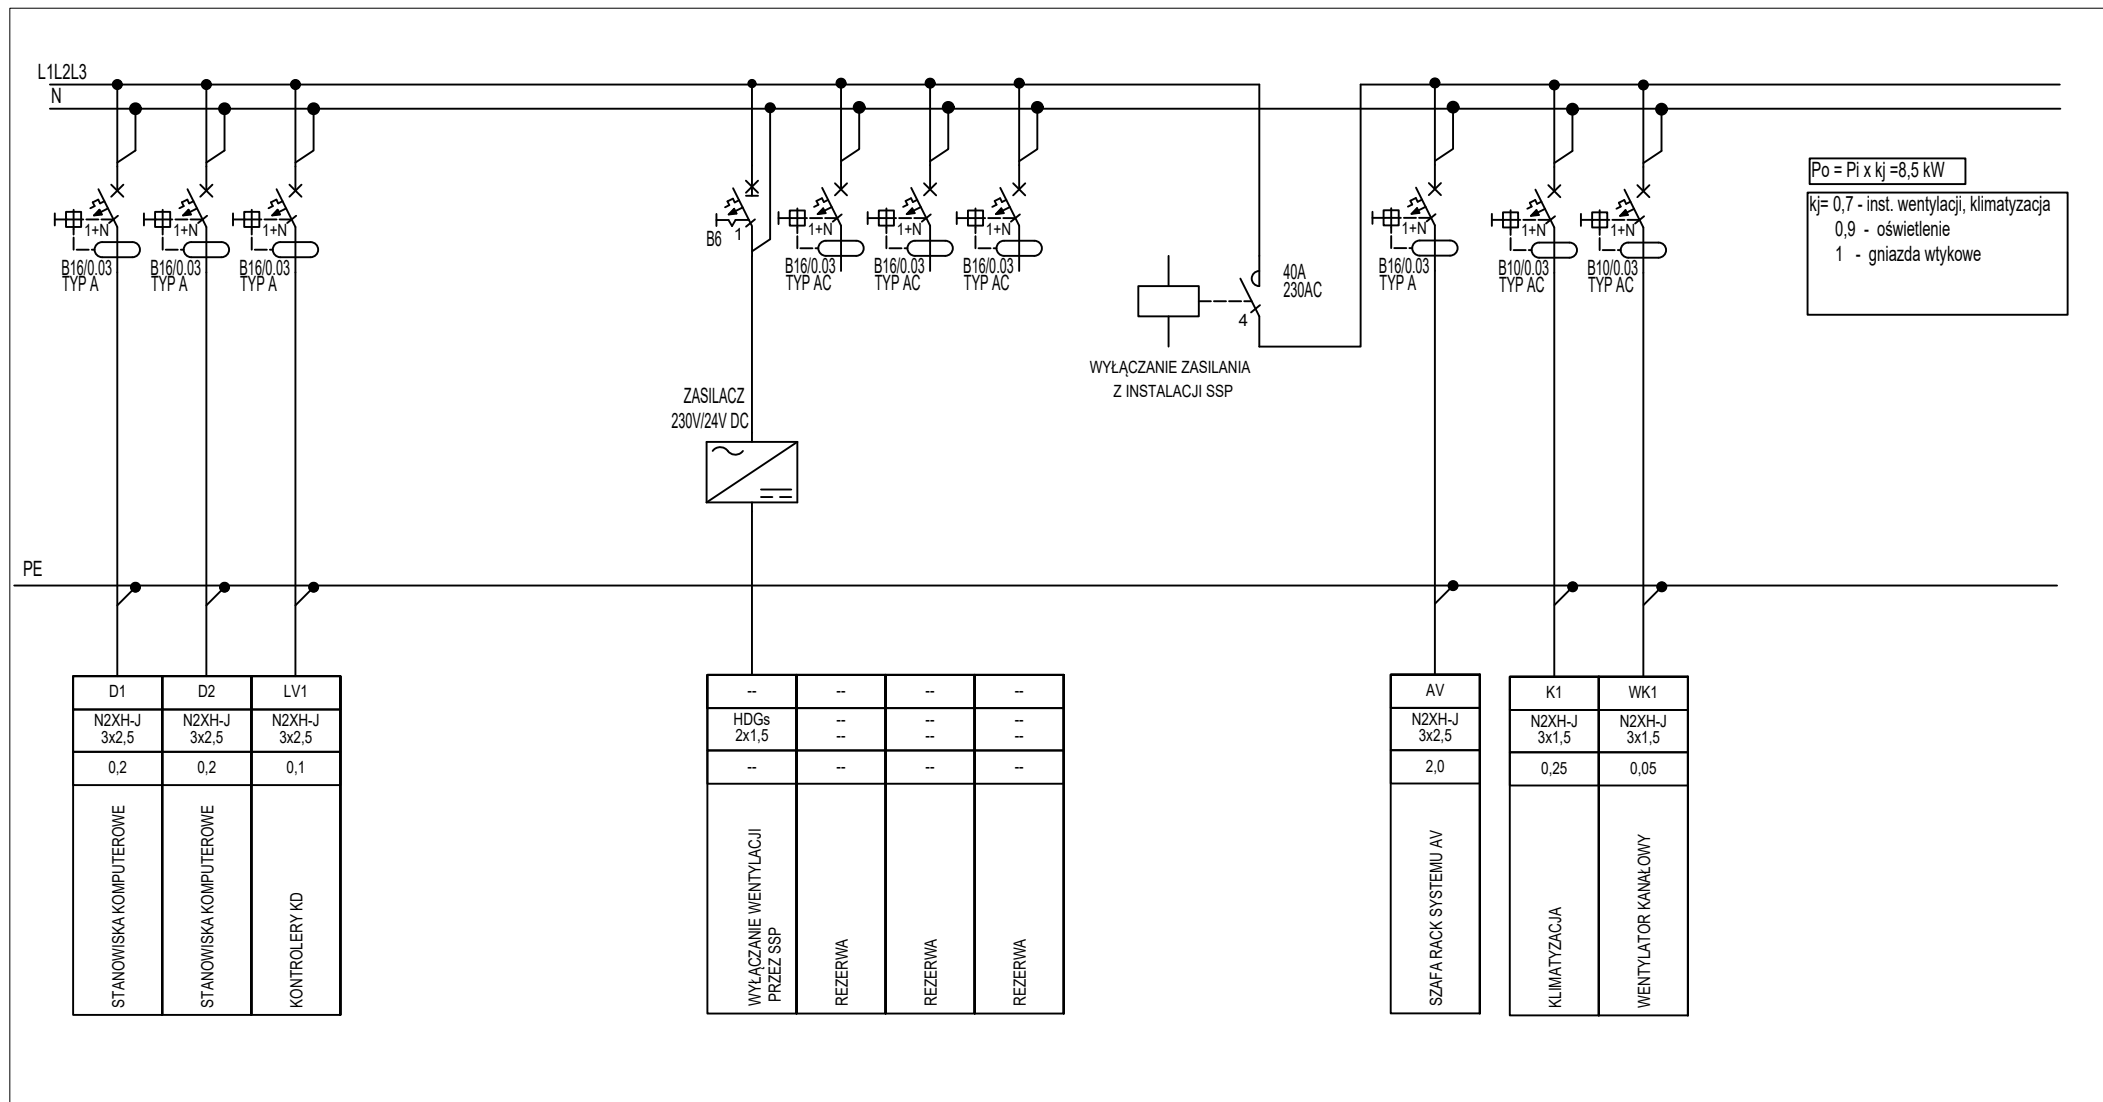 L1L2L3
N
1+N
B16/0.03
TYP A
1+N
B16/0.03
TYP A
1+N
B16/0.03
TYP A
B6
1
1+N
B16/0.03
TYP AC
1+N
B16/0.03
TYP AC
1+N
B16/0.03
TYP AC
40A
230AC
4
WYŁĄCZANIE ZASILANIA
Z INSTALACJI SSP
1+N
B16/0.03
TYP A
1+N
B10/0.03
TYP AC
1+N
B10/0.03
TYP AC
Po = Pi x kj =8,5 kW
kj= 0,7 - inst. wentylacji, klimatyzacja
0,9 - oświetlenie
1 - gniazda wtykowe
ZASILACZ
230V/24V DC
PE
D1
N2XH-J
3x2,5
0,2
STANOWISKA KOMPUTEROWE
D2
N2XH-J
3x2,5
0,2
STANOWISKA KOMPUTEROWE
LV1
N2XH-J
3x2,5
0,1
KONTROLERY KD
--
HDGs
2x1,5
--
WYŁĄCZANIE WENTYLACJI
PRZEZ SSP
--
--
--
--
REZERWA
--
--
--
--
REZERWA
--
--
--
--
REZERWA
AV
N2XH-J
3x2,5
2,0
SZAFA RACK SYSTEMU AV
K1
N2XH-J
3x1,5
0,25
KLIMATYZACJA
WK1
N2XH-J
3x1,5
0,05
WENTYLATOR KANAŁOWY